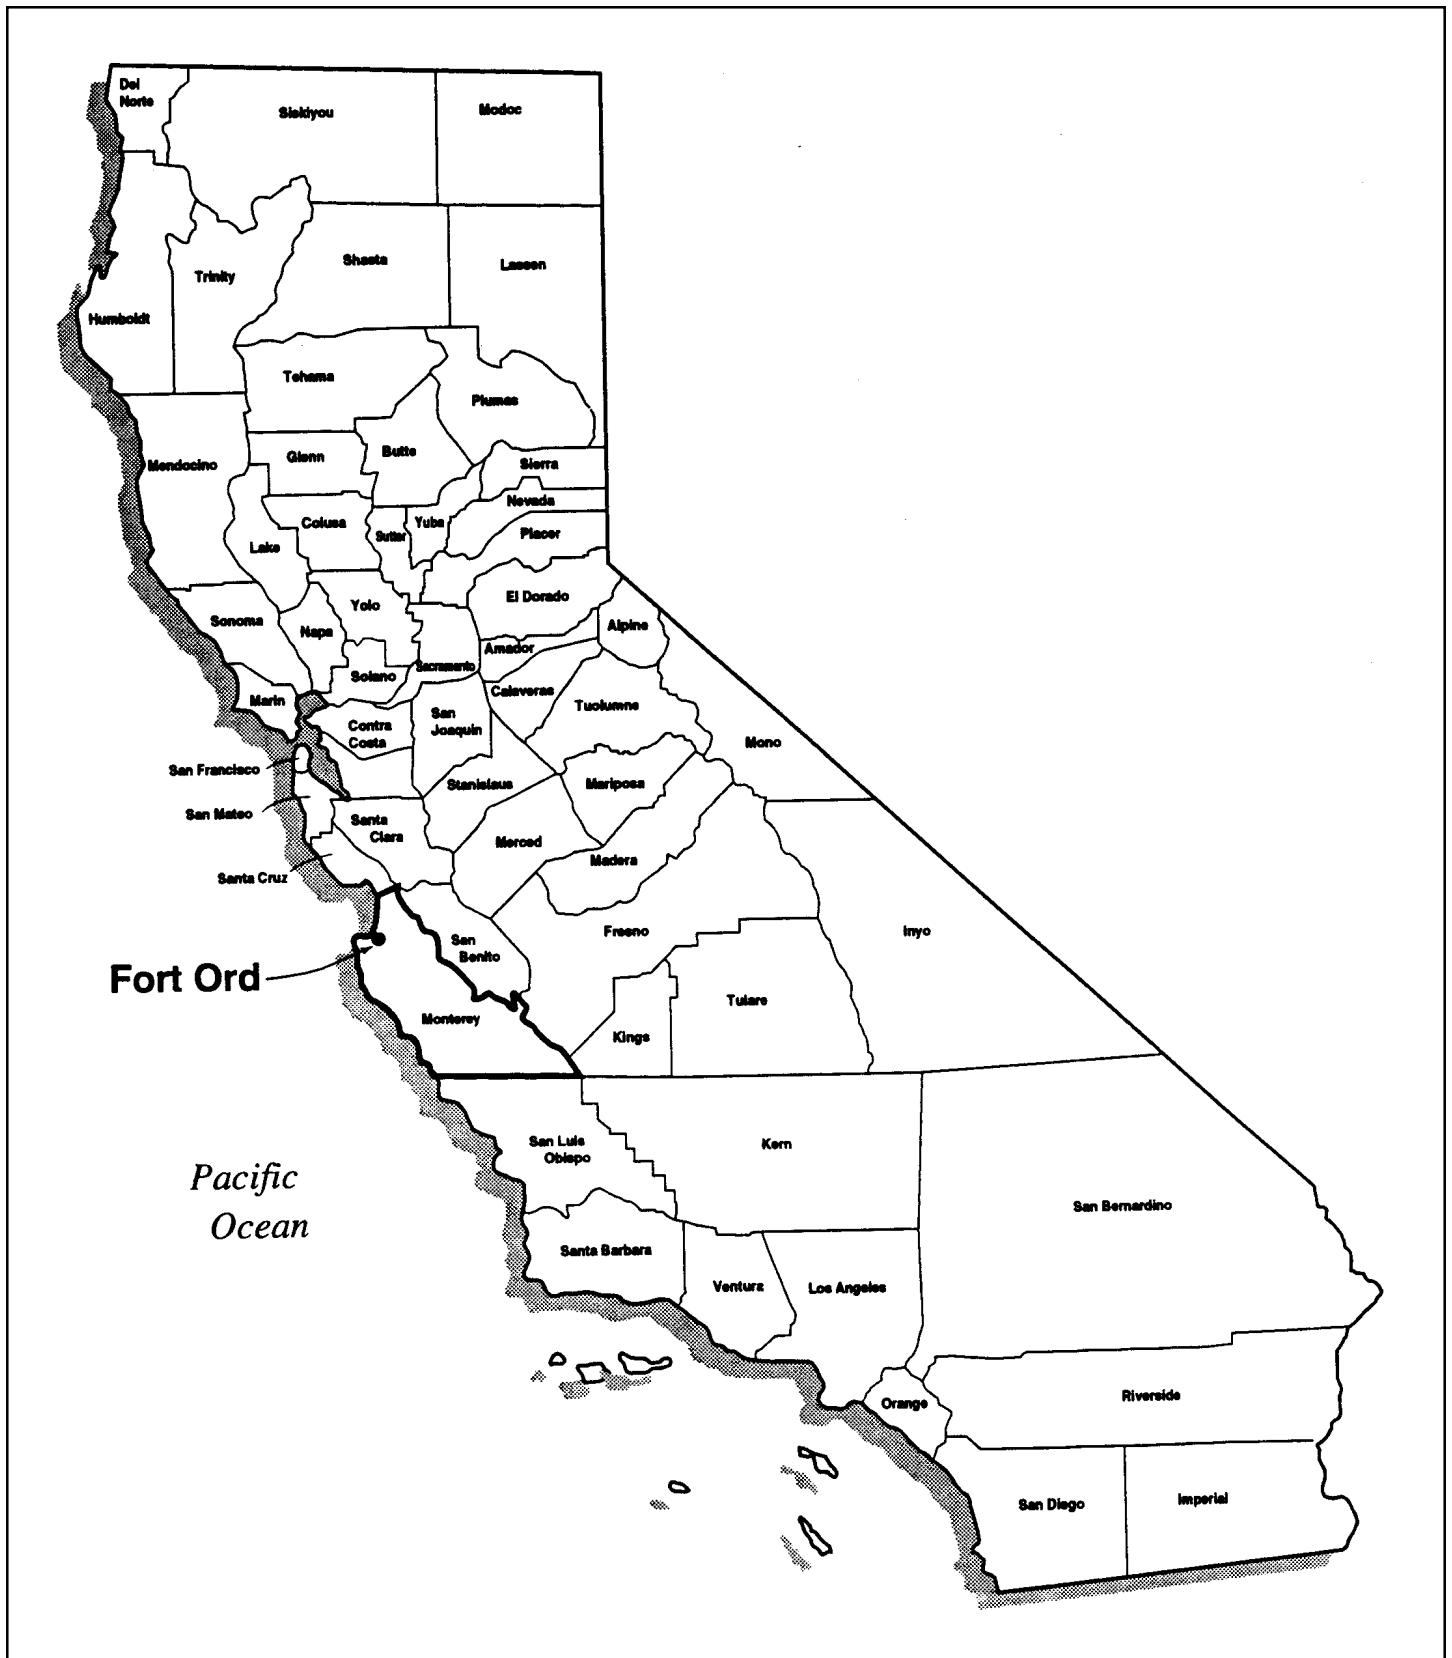 Del
Norte
Siskiyou
Modoc
Shasta
Lassen
Trinity
Humboldt
Tehama
Plumas
Butte
Glenn
Mendocino
Sierra
Nevada
Colusa
Sutter
Yuba
Placer
Lake
El Dorado
Yolo
Sonoma
Napa
Alpine
Amador
Sacramento
Solano
Calaveras
Marin
Tuolumne
San
Joaquin
Contra
Costa
Mono
San Francisco
Stanislaus
Mariposa
San Mateo
Santa
Clara
Merced
Madera
Santa Cruz
Fresno
Inyo
San
Benito
Fort Ord
Tulare
Monterey
Kings
San Luis
Obispo
Kern
Pacific
Ocean
San Bernardino
Santa Barbara
Ventura
Los Angeles
Riverside
Orange
San Diego
Imperial